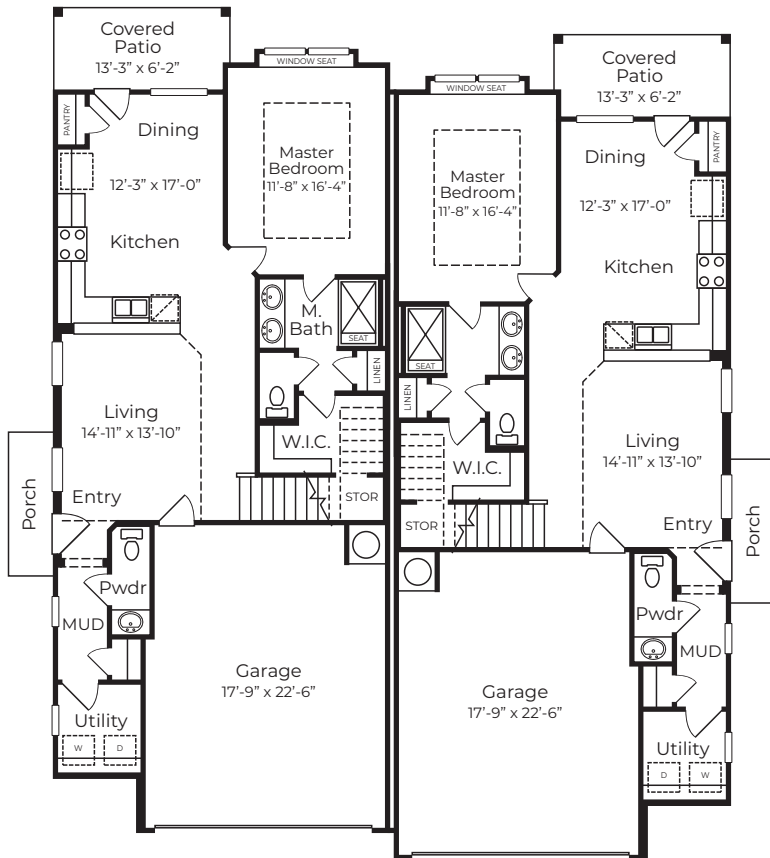 Covered
Patio
13'-3" x 6'-2"
WINDOW SEAT
PANTRY
Dining
12'-3" x 17'-0"
Kitchen
Master
Bedroom
11'-8" x 16'-4"
M.
Bath
SEAT
LINEN
Living
14'-11" x 13'-10"
W.I.C.
STOR
Entry
Porch
Pwdr
MUD
Utility
W
D
Garage
17'-9" x 22'-6"
Covered
Patio
13'-3" x 6'-2"
WINDOW SEAT
PANTRY
Dining
12'-3" x 17'-0"
Kitchen
Master
Bedroom
11'-8" x 16'-4"
SEAT
LINEN
Living
14'-11" x 13'-10"
W.I.C.
STOR
Entry
Porch
Pwdr
MUD
Utility
D
W
Garage
17'-9" x 22'-6"